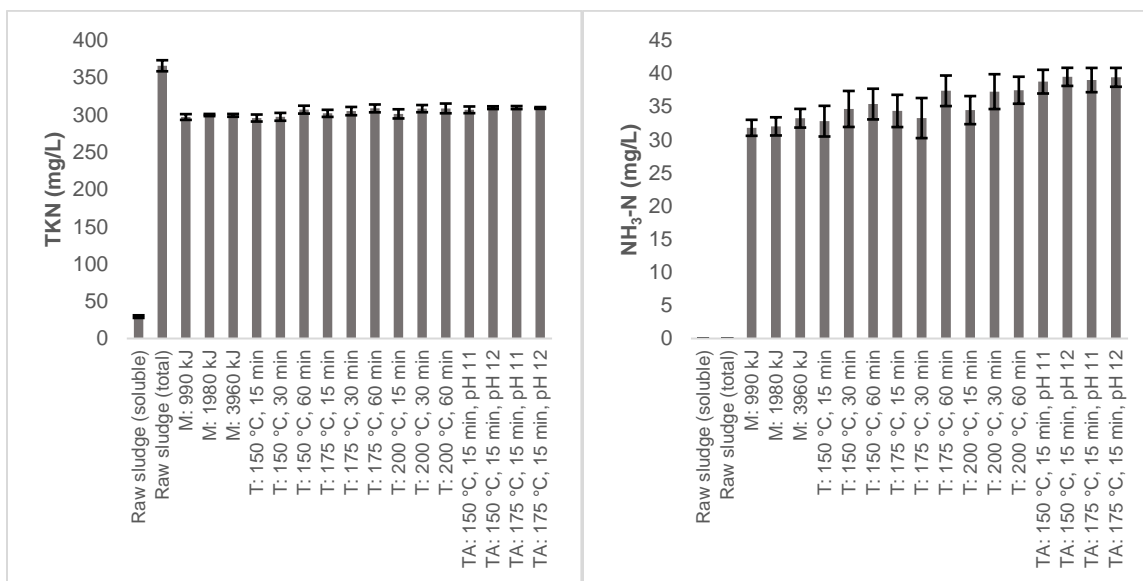 TKN (mg/L)
400
350
300
250
200
150
100
50
0
Raw sludge (soluble)
Raw sludge (total)
M: 990 kJ
M: 1980 kJ
M: 3960 kJ
T: 150 °C, 15 min
T: 150 °C, 30 min
T: 150 °C, 60 min
T: 175 °C, 15 min
T: 175 °C, 30 min
T: 175 °C, 60 min
T: 200 °C, 15 min
T: 200 °C, 30 min
T: 200 °C, 60 min
TA: 150 °C, 15 min, pH 11
TA: 150 °C, 15 min, pH 12
TA: 175 °C, 15 min, pH 11
TA: 175 °C, 15 min, pH 12
NH₃-N (mg/L)
45
40
35
30
25
20
15
10
5
0
Raw sludge (soluble)
Raw sludge (total)
M: 990 kJ
M: 1980 kJ
M: 3960 kJ
T: 150 °C, 15 min
T: 150 °C, 30 min
T: 150 °C, 60 min
T: 175 °C, 15 min
T: 175 °C, 30 min
T: 175 °C, 60 min
T: 200 °C, 15 min
T: 200 °C, 30 min
T: 200 °C, 60 min
TA: 150 °C, 15 min, pH 11
TA: 150 °C, 15 min, pH 12
TA: 175 °C, 15 min, pH 11
TA: 175 °C, 15 min, pH 12